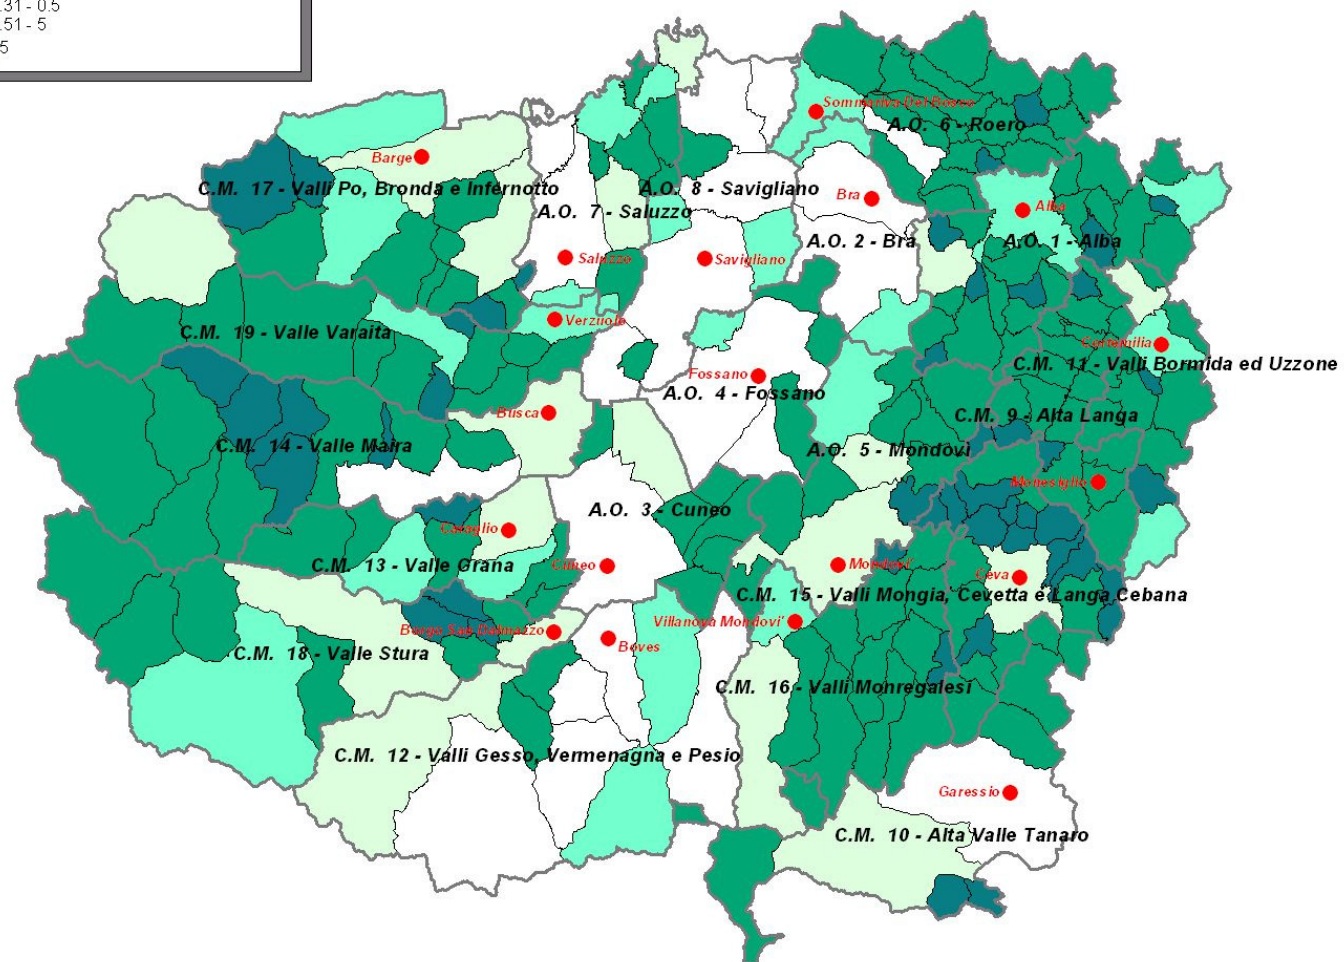 .31 - 0.5
.51 - 5
5
Sommariva Del Bosco
A.O. 6 - Roero
Barge
C.M. 17 - Valli Po, Bronda e Infernotto
A.O. 8 - Savigliano
Bra
Alba
A.O. 7 - Saluzzo
A.O. 2 - Bra
A.O. 1 - Alba
Saluzzo
Savigliano
Verzuolo
C.M. 19 - Valle Varaita
Cortemilia
C.M. 11 - Valli Bormida ed Uzzone
Fossano
A.O. 4 - Fossano
Busca
C.M. 9 - Alta Langa
C.M. 14 - Valle Maira
A.O. 5 - Mondovì
Monesiglio
A.O. 3 - Cuneo
Caraglio
C.M. 13 - Valle Grana
Cuneo
Mondovi'
Ceva
C.M. 15 - Valli Mongia, Cevetta e Langa Cebana
Villanova Mondovi'
Borgo San Dalmazzo
Boves
C.M. 18 - Valle Stura
C.M. 16 - Valli Monregalesi
C.M. 12 - Valli Gesso, Vermenagna e Pesio
Garessio
C.M. 10 - Alta Valle Tanaro